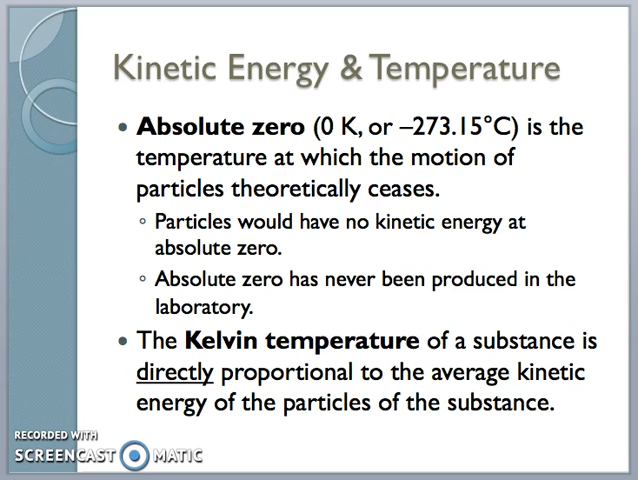 Kinetic Energy & Temperature
• Absolute zero (0 K, or –273.15°C) is the
temperature at which the motion of
particles theoretically ceases.
◦ Particles would have no kinetic energy at
absolute zero.
◦ Absolute zero has never been produced in the
laboratory.
• The Kelvin temperature of a substance is
directly proportional to the average kinetic
energy of the particles of the substance.
RECORDED WITH
SCREENCAST MATIC